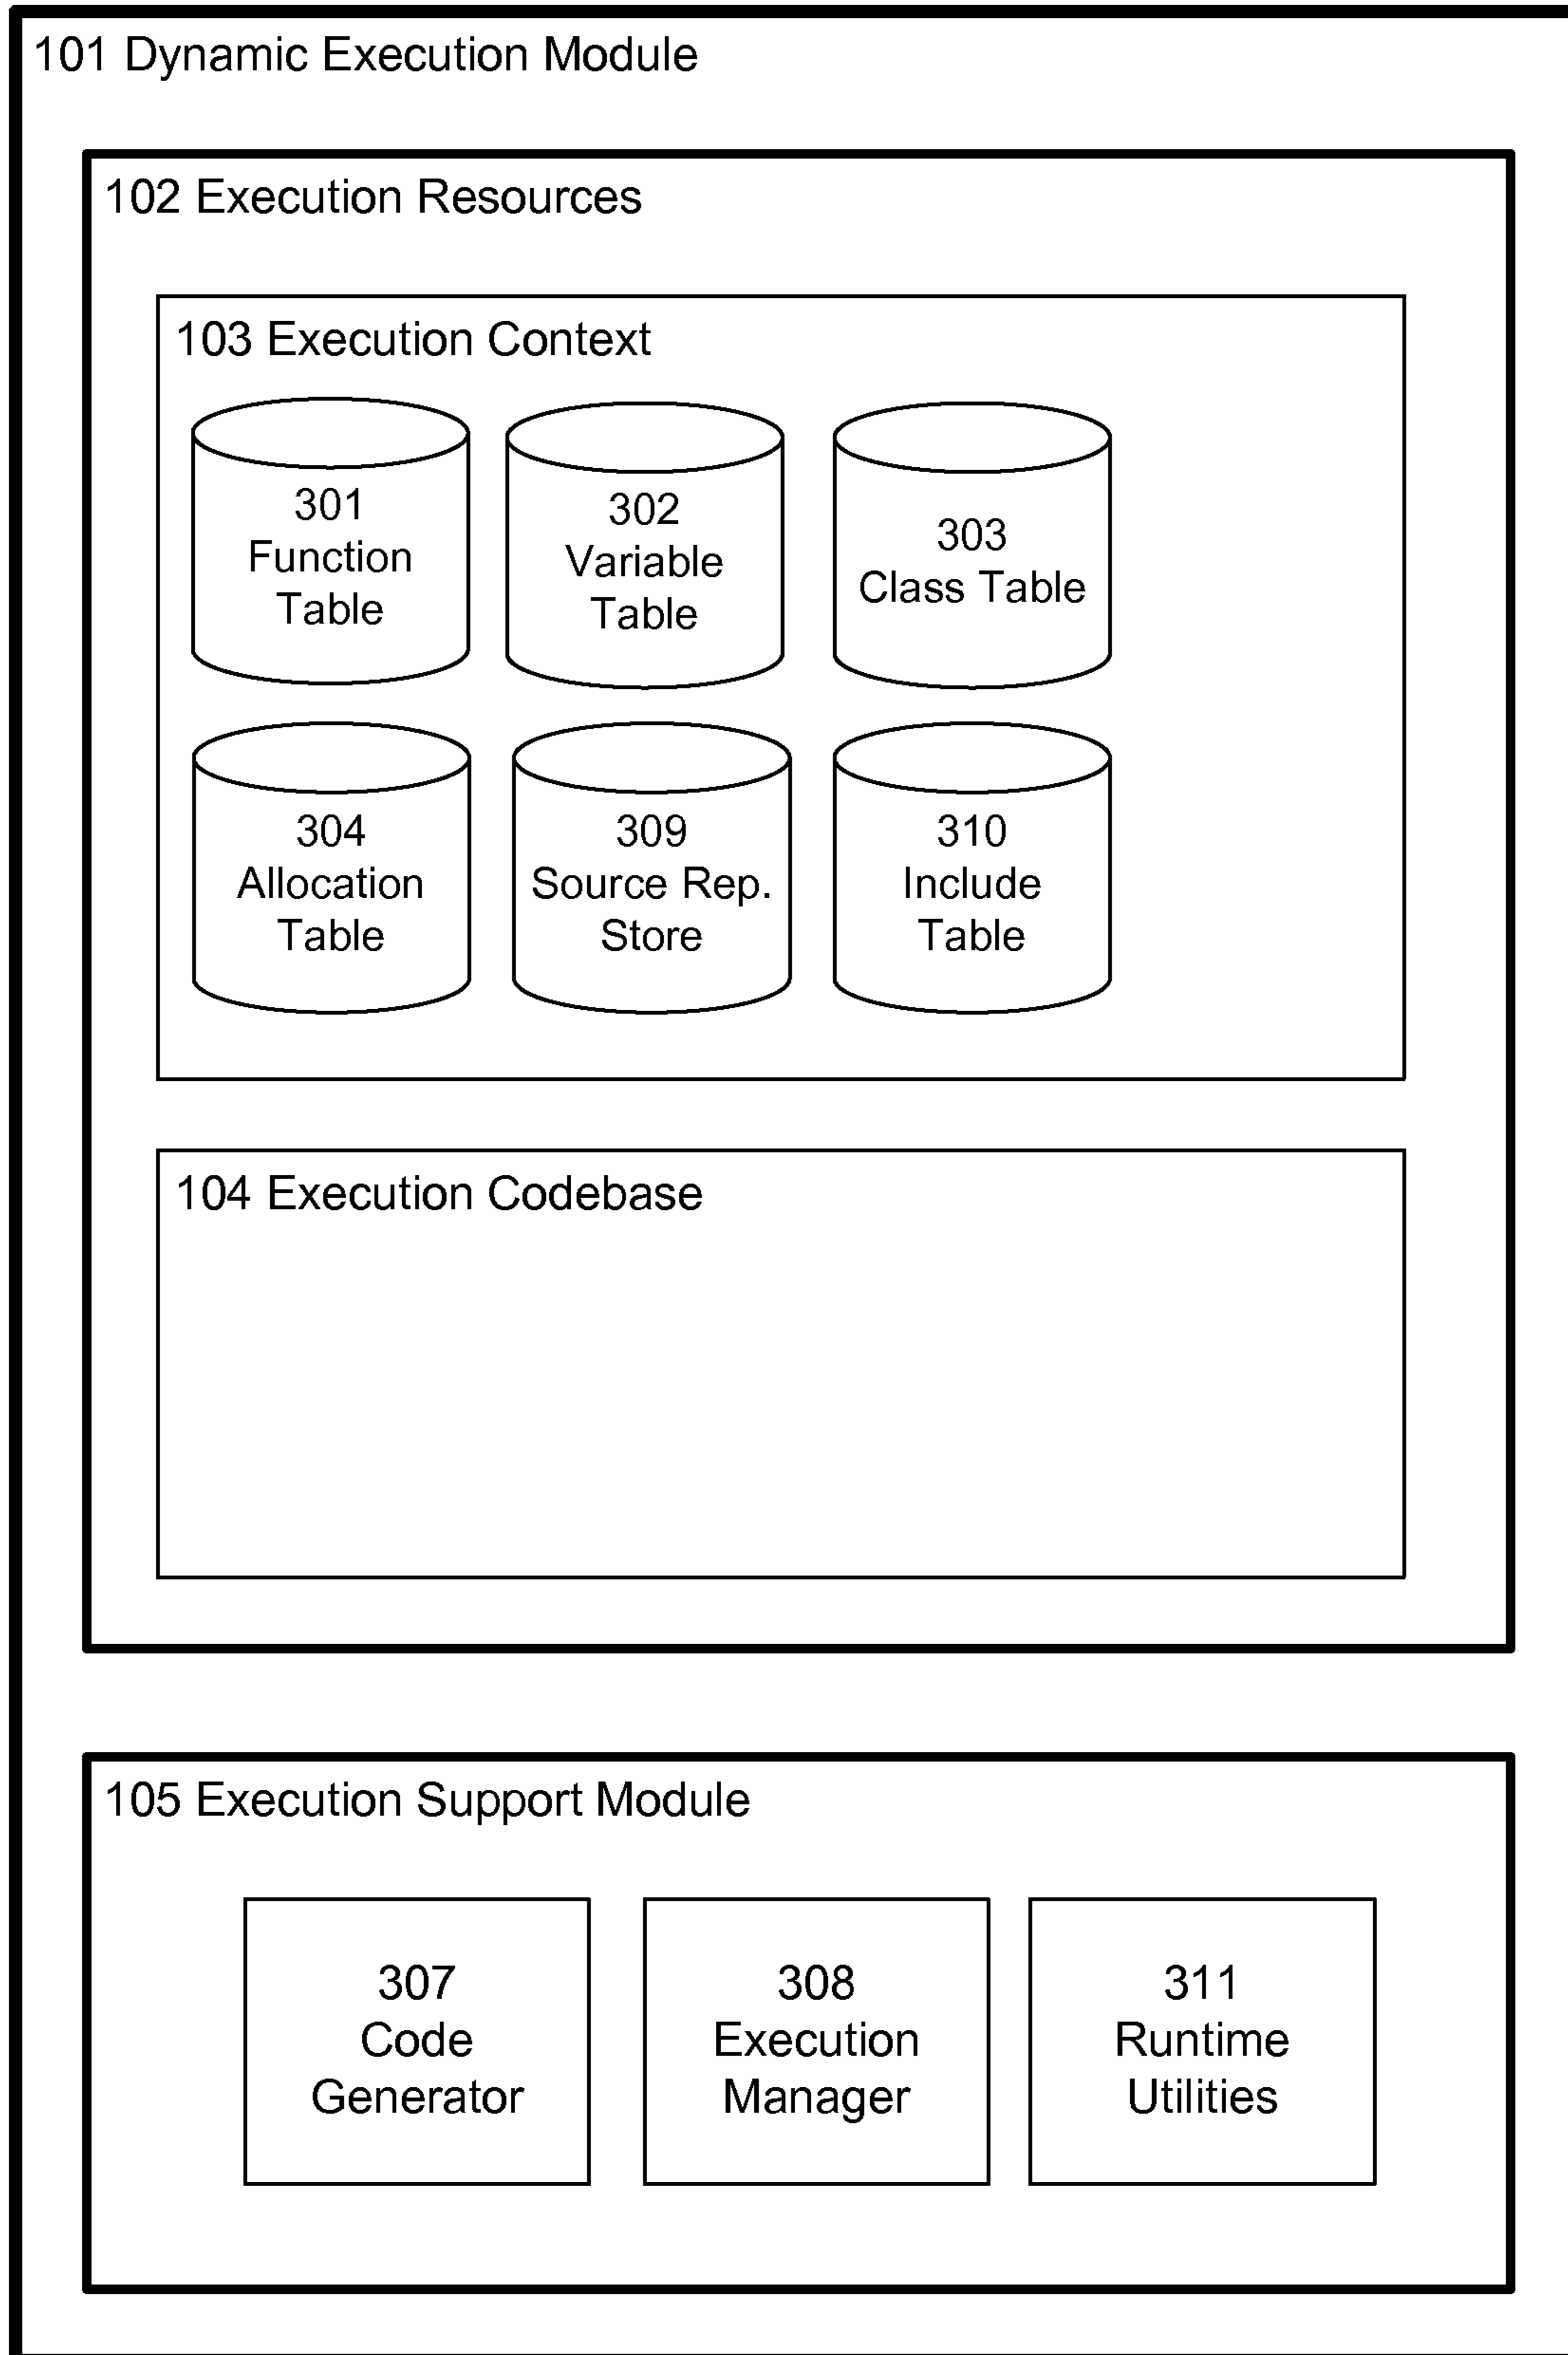 101 Dynamic Execution Module
102 Execution Resources
103 Execution Context
301
Function
Table
302
Variable
Table
303
Class Table
304
Allocation
Table
309
Source Rep.
Store
310
Include
Table
104 Execution Codebase
105 Execution Support Module
307
Code
Generator
308
Execution
Manager
311
Runtime
Utilities